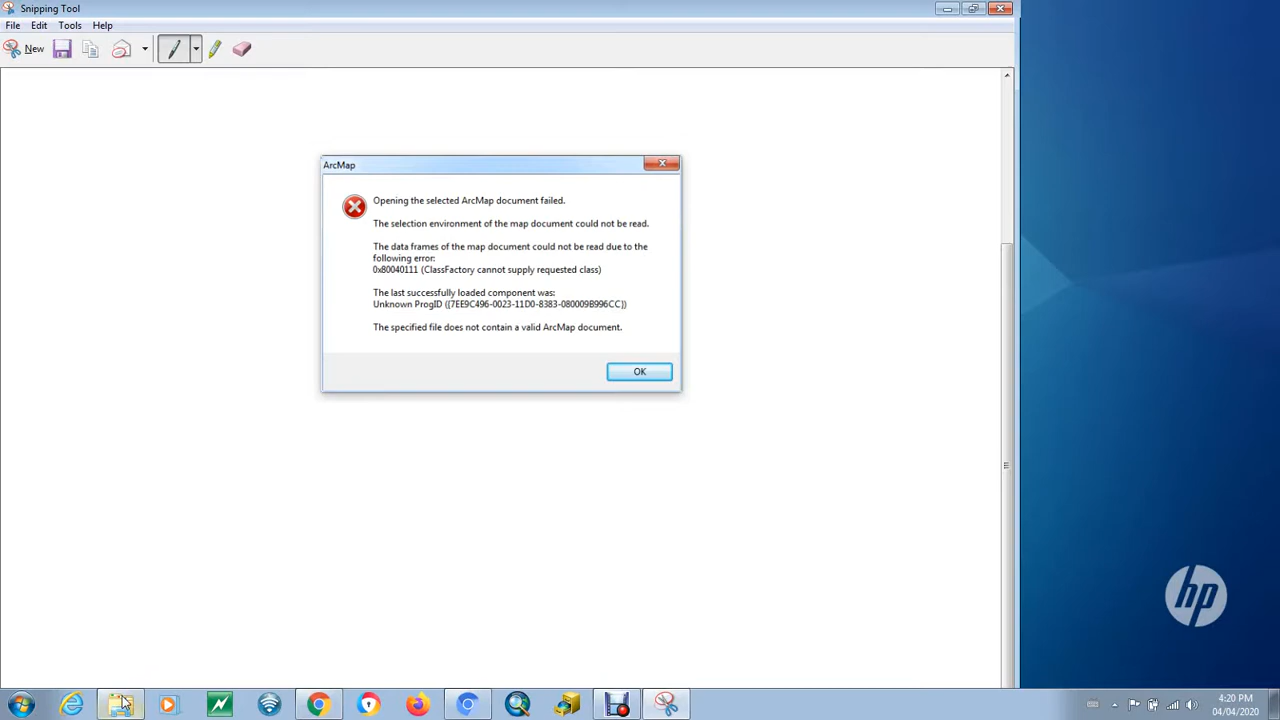 Snipping Tool
File Edit Tools Help
New
ArcMap
Opening the selected ArcMap document failed.
The selection environment of the map document could not be read.
The data frames of the map document could not be read due to the
following error:
0x80040111 (ClassFactory cannot supply requested class)
The last successfully loaded component was:
Unknown ProgID ({7EE9C496-0023-11D0-8383-080009B996CC})
The specified file does not contain a valid ArcMap document.
OK
hp
4:20 PM
04/04/2020